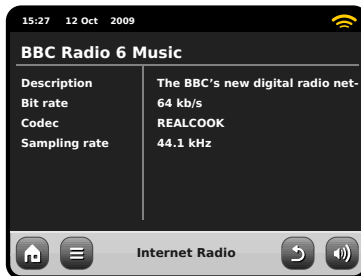 15:27 12 Oct 2009
BBC Radio 6 Music
Description The BBC's new digital radio net-
Bit rate 64 kb/s
Codec REALCOOK
Sampling rate 44.1 kHz
Internet Radio